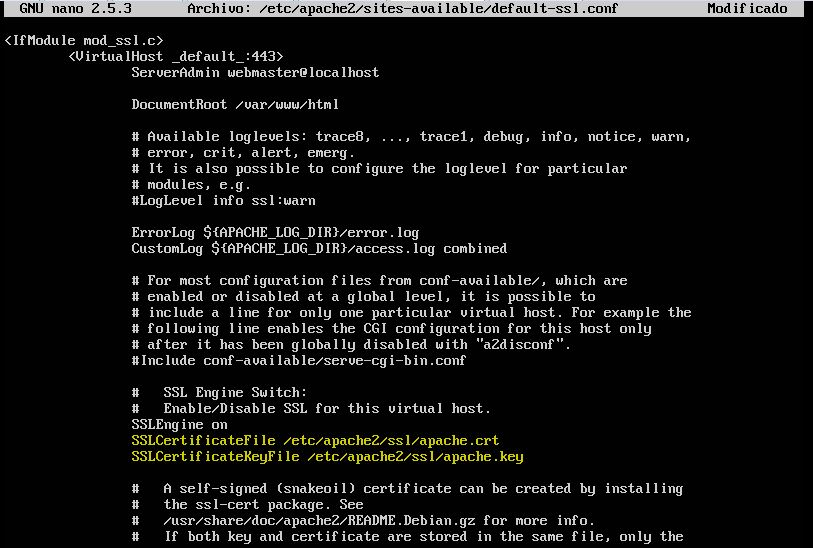 GNU nano 2.5.3 Archivo: /etc/apache2/sites-available/default-ssl.conf Modificado
<IfModule mod_ssl.c>
<VirtualHost _default_:443>
ServerAdmin webmaster@localhost
DocumentRoot /var/www/html
# Available loglevels: trace8, ..., trace1, debug, info, notice, warn,
# error, crit, alert, emerg.
# It is also possible to configure the loglevel for particular
# modules, e.g.
#LogLevel info ssl:warn
ErrorLog ${APACHE_LOG_DIR}/error.log
CustomLog ${APACHE_LOG_DIR}/access.log combined
# For most configuration files from conf-available/, which are
# enabled or disabled at a global level, it is possible to
# include a line for only one particular virtual host. For example the
# following line enables the CGI configuration for this host only
# after it has been globally disabled with "a2disconf".
#Include conf-available/serve-cgi-bin.conf
#   SSL Engine Switch:
#   Enable/Disable SSL for this virtual host.
SSLEngine on
SSLCertificateFile /etc/apache2/ssl/apache.crt
SSLCertificateKeyFile /etc/apache2/ssl/apache.key
#   A self-signed (snakeoil) certificate can be created by installing
#   the ssl-cert package. See
#   /usr/share/doc/apache2/README.Debian.gz for more info.
#   If both key and certificate are stored in the same file, only the